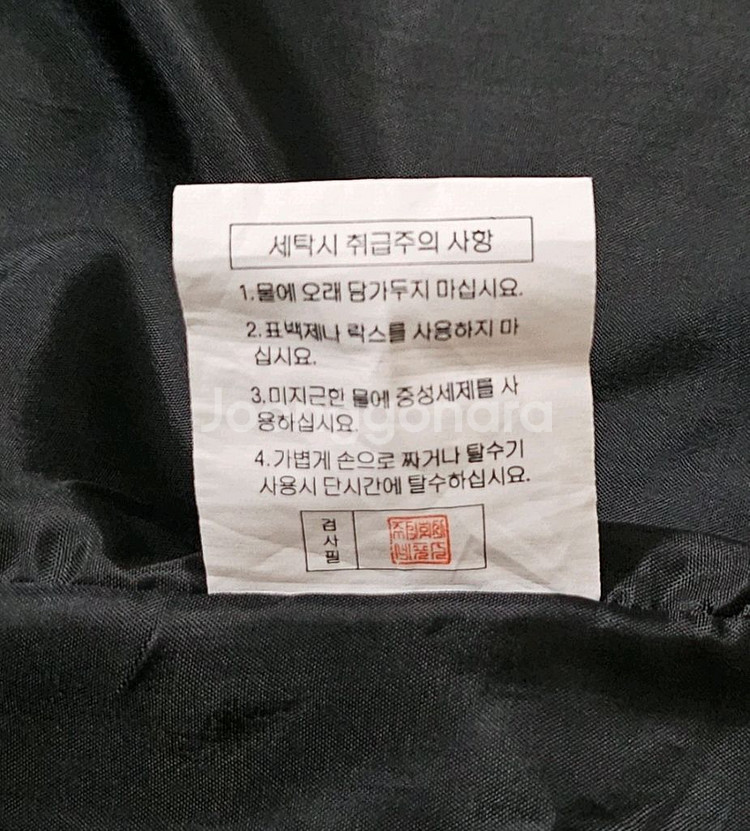 세탁시 취급주의 사항
1.물에 오래 담가두지 마십시요.
2.표백제나 락스를 사용하지 마
십시요.
3.미지근한 물에 중성세제를 사
용하십시요.
Joonggonara
4.가볍게 손으로 짜거나 탈수기
사용시 단시간에 탈수하십시요.
검
사
필